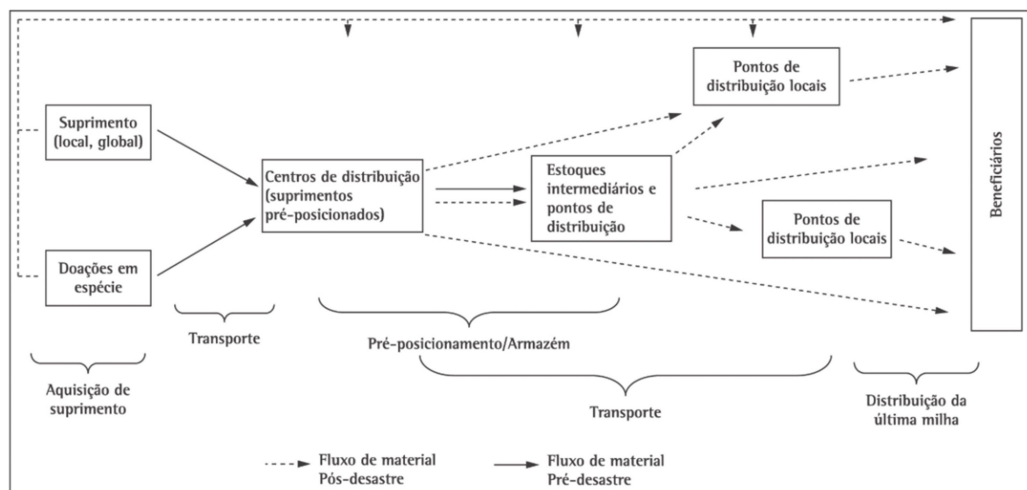 Pontos de
distribuição locais
Suprimento
(local, global)
Centros de distribuição
(suprimentos
pré-posicionados)
Estoques
intermediários e
pontos de
distribuição
Pontos de
distribuição locais
Doações em
espécie
Beneficiários
Transporte
Pré-posicionamento/Armazém
Aquisição de
suprimento
Transporte
Distribuição da
última milha
Fluxo de material
Pós-desastre
Fluxo de material
Pré-desastre